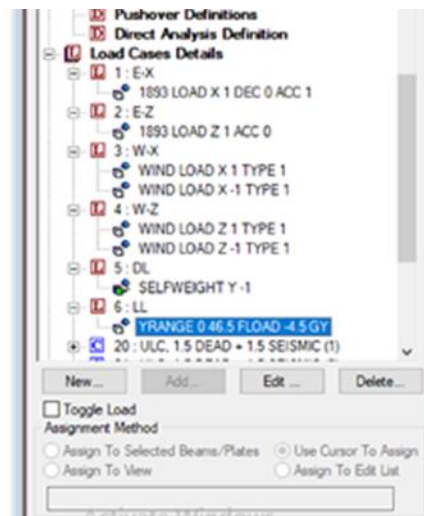 Pushover Definitions
Direct Analysis Definition
Load Cases Details
1 : E-X
1893 LOAD X 1 DEC 0 ACC 1
2 : E-Z
1893 LOAD Z 1 ACC 0
3 : W-X
WIND LOAD X 1 TYPE 1
WIND LOAD X -1 TYPE 1
4 : W-Z
WIND LOAD Z 1 TYPE 1
WIND LOAD Z -1 TYPE 1
5 : DL
SELFWEIGHT Y -1
6 : LL
YRANGE 0 46.5 FLOAD -4.5 GY
20 : ULC, 1.5 DEAD + 1.5 SEISMIC (1)
New... Add... Edit ... Delete...
Toggle Load
Assignment Method
Assign To Selected Beams/Plates Use Cursor To Assign
Assign To View Assign To Edit List